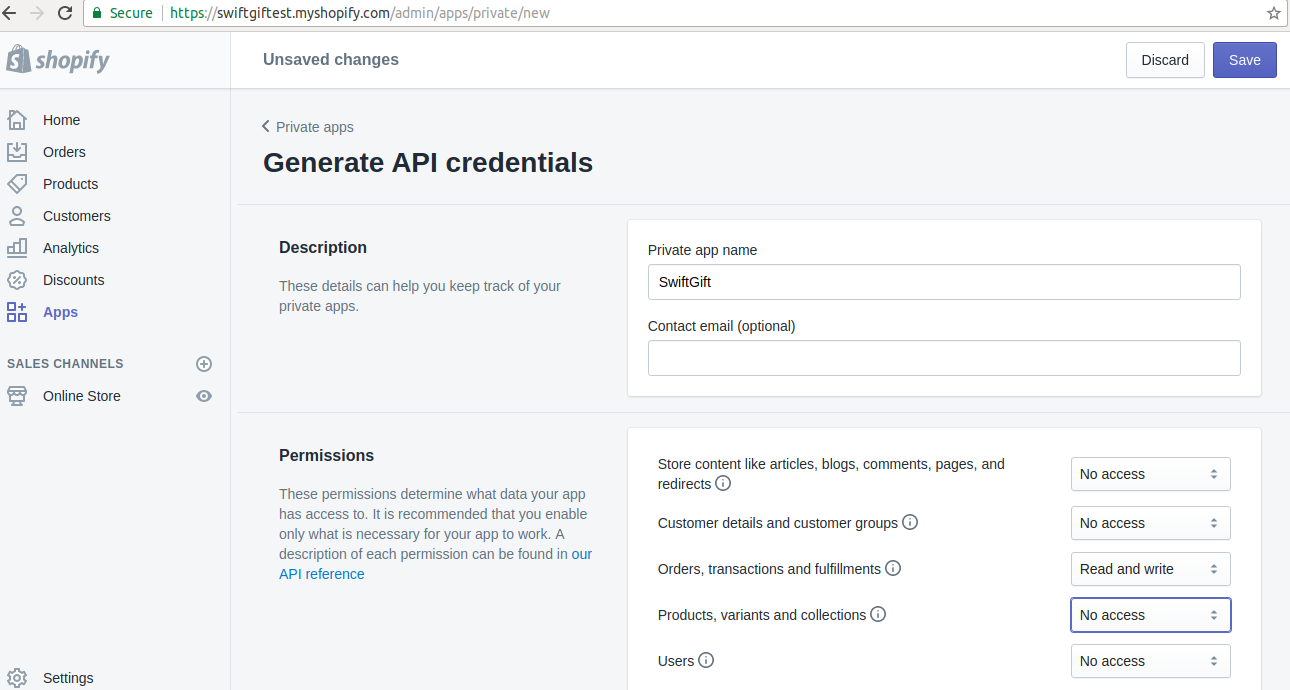 Secure https://swiftgiftest.myshopify.com/admin/apps/private/new
shopify
Unsaved changes
Discard
Save
Home
Orders
Products
Customers
Analytics
Discounts
Apps
SALES CHANNELS
Online Store
Settings
Private apps
Generate API credentials
Description
These details can help you keep track of your
private apps.
Private app name
SwiftGift
Contact email (optional)
Permissions
These permissions determine what data your app
has access to. It is recommended that you enable
only what is necessary for your app to work. A
description of each permission can be found in our
API reference
Store content like articles, blogs, comments, pages, and
redirects
No access
Customer details and customer groups
No access
Orders, transactions and fulfillments
Read and write
Products, variants and collections
No access
Users
No access